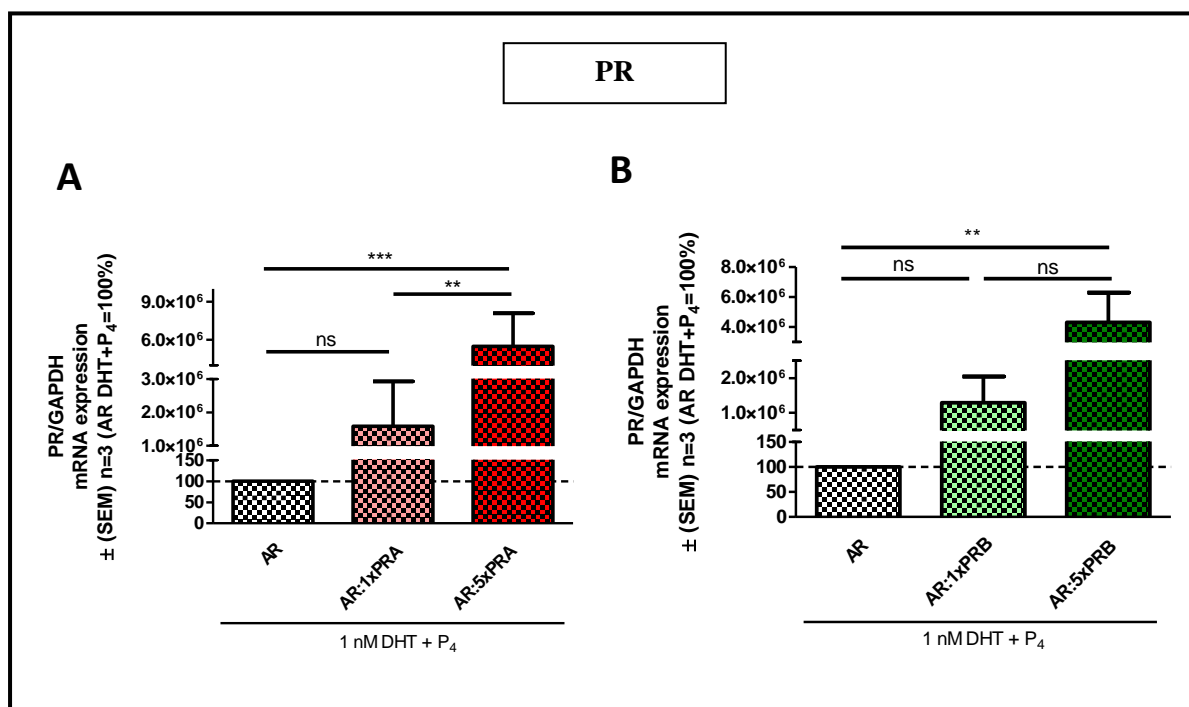 PR
A
PR/GAPDH
mRNA expression
± (SEM) n=3 (AR DHT+P₄=100%)
***
**
ns
9.0×10⁶
6.0×10⁶
3.0×10⁶
2.0×10⁶
1.0×10⁶
150
100
50
0
AR
AR:1xPRA
AR:5xPRA
1 nM DHT + P₄
B
PR/GAPDH
mRNA expression
± (SEM) n=3 (AR DHT+P₄=100%)
**
ns ns
8.0×10⁶
6.0×10⁶
4.0×10⁶
2.0×10⁶
1.0×10⁶
150
100
50
0
AR
AR:1xPRB
AR:5xPRB
1 nM DHT + P₄